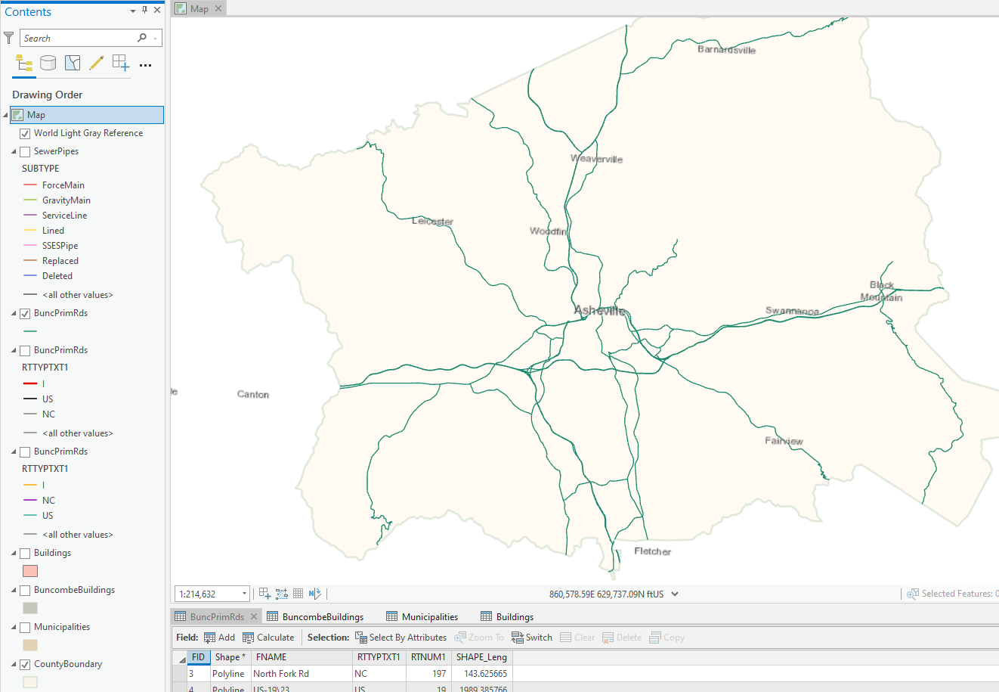 Contents
Search
Drawing Order
Map
World Light Gray Reference
SewerPipes
SUBTYPE
ForceMain
GravityMain
ServiceLine
Lined
SSESPipe
Replaced
Deleted
<all other values>
BuncPrimRds
BuncPrimRds
RTTYPTXT1
I
US
NC
<all other values>
BuncPrimRds
RTTYPTXT1
I
NC
US
<all other values>
Buildings
BuncombeBuildings
Municipalities
CountyBoundary
Map
Barnardsville
Weaverville
Leicester
Woodfin
Black
Mountain
Asheville
Swannanoa
le
Canton
Fairview
Fletcher
1:214,632
860,578.59E 629,737.09N ftUS
Selected Features: 0
BuncPrimRds BuncombeBuildings Municipalities Buildings
Field: Add Calculate Selection: Select By Attributes Zoom To Switch Clear Delete Copy
FID Shape * FNAME RTTYPTXT1 RTNUM1 SHAPE_Leng
3 Polyline North Fork Rd NC 197 143.625665
4 Polyline US-19\23 US 19 1989.385766